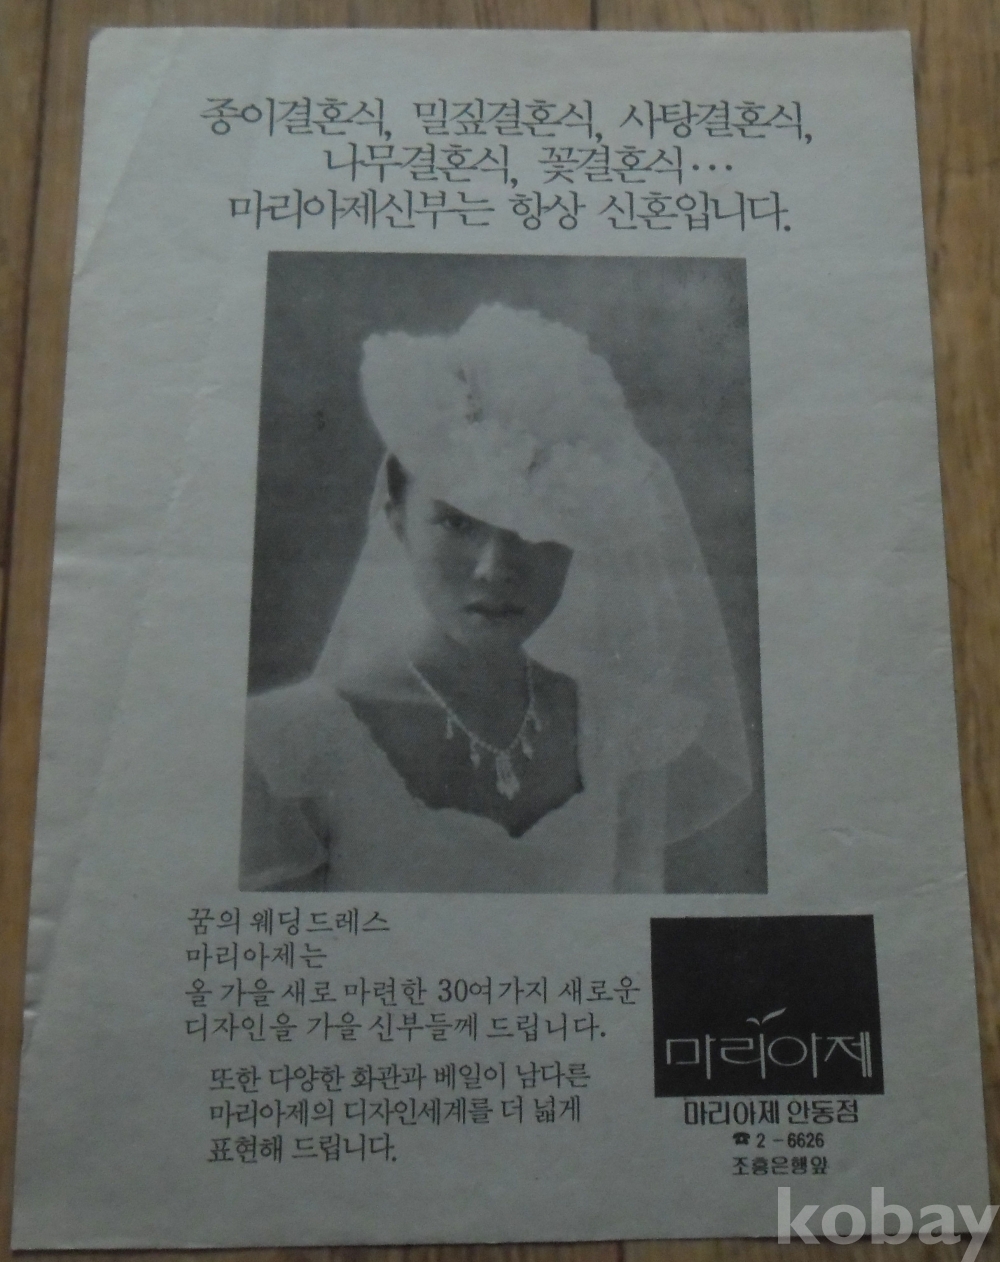 종이결혼식, 밀짚결혼식, 사탕결혼식,
나무결혼식, 꽃결혼식…
마리아제신부는 항상 신혼입니다.
꿈의 웨딩드레스
마리아제는
올 가을 새로 마련한 30여가지 새로운
디자인을 가을 신부들께 드립니다.
또한 다양한 화관과 베일이 남다른
마리아제의 디자인세계를 더 넓게
표현해 드립니다.
마리아제
마리아제 안동점
☎ 2-6626
조흥은행앞
kobay